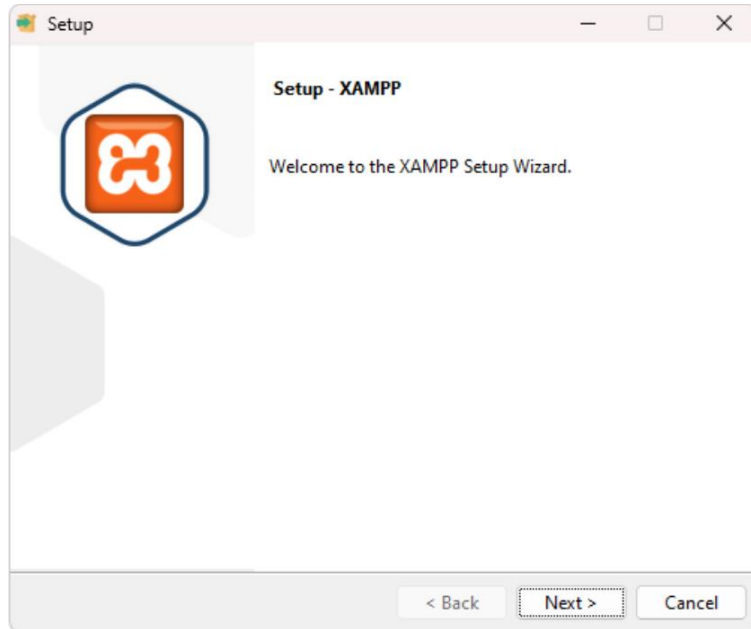 Setup
Setup - XAMPP
Welcome to the XAMPP Setup Wizard.
< Back Next > Cancel